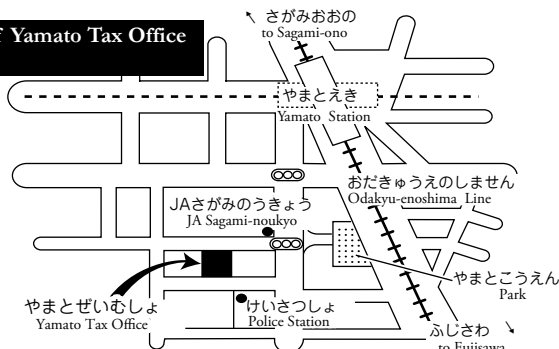 f Yamato Tax Office
さがみおおの
to Sagami-ono
やまとえき
Yamato Station
おだきゅうえのしません
Odakyu-enoshima Line
JAさがみのうきょう
JA Sagami-noukyo
やまとこうえん
Park
やまとぜいむしょ
Yamato Tax Office
けいさつしょ
Police Station
ふじさわ
to Fujisawa